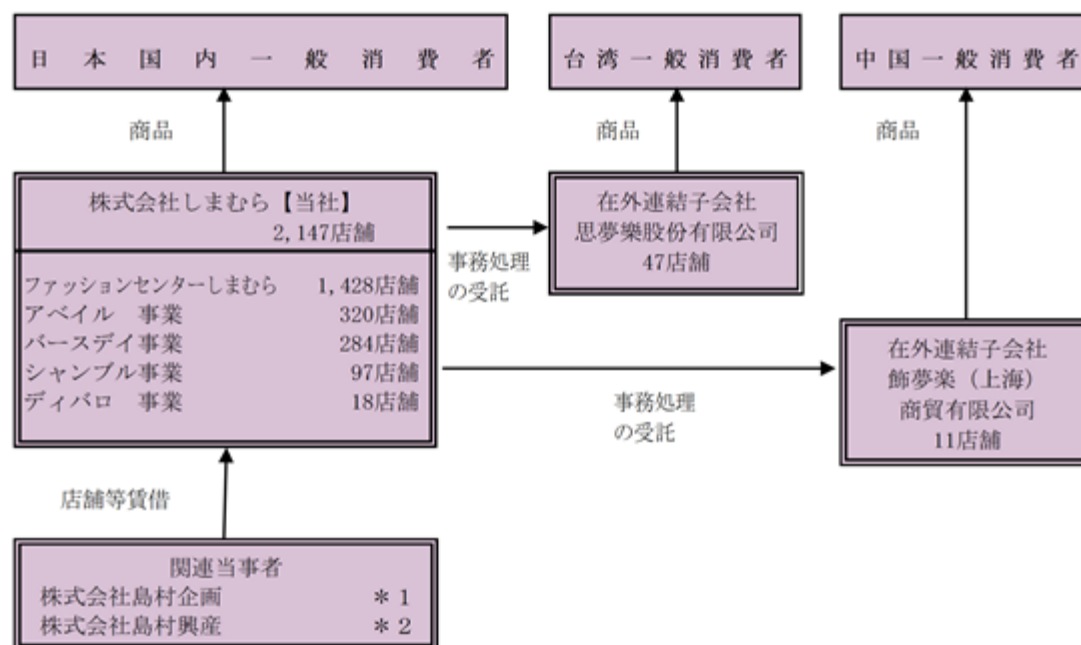 日本国内一般消費者
台湾一般消費者
中国一般消費者
商品
商品
商品
株式会社しまむら【当社】
2,147店舗
ファッションセンターしまむら 1,428店舗
アベイル 事業 320店舗
バースデイ事業 284店舗
シャンブル事業 97店舗
ディバロ 事業 18店舗
事務処理
の受託
在外連結子会社
思夢樂股份有限公司
47店舗
事務処理
の受託
在外連結子会社
飾夢楽（上海）
商貿有限公司
11店舗
店舗等賃借
関連当事者
株式会社島村企画 ＊1
株式会社島村興産 ＊2